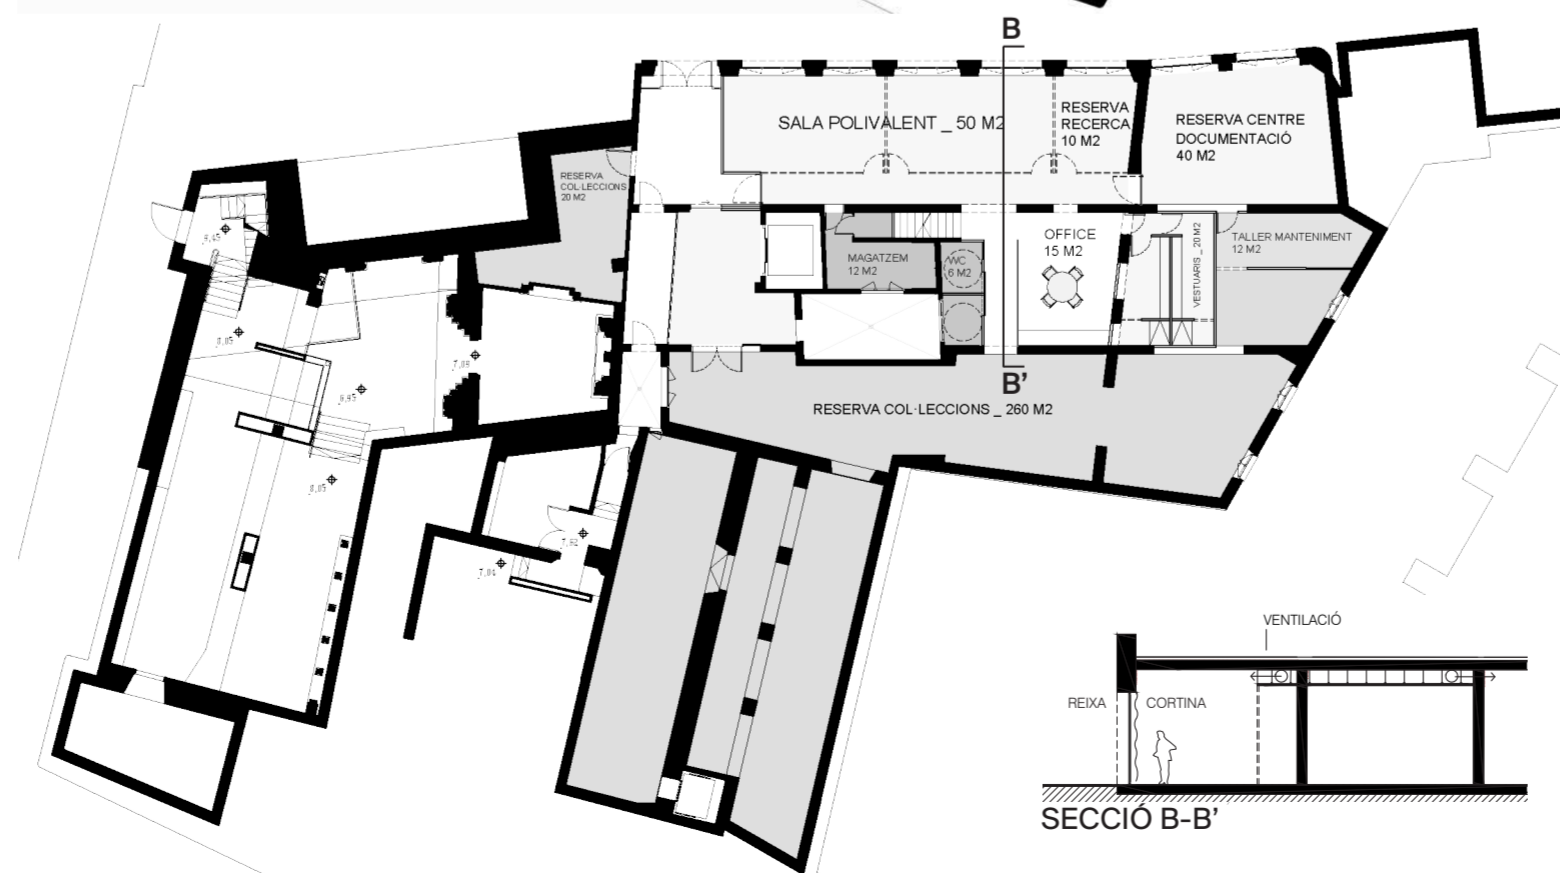 B
SALA POLIVALENT _ 50 M2
RESERVA
RECERCA
10 M2
RESERVA CENTRE
DOCUMENTACIÓ
40 M2
RESERVA
COL·LECCIONS
20 M2
OFFICE
15 M2
VESTUARIS _ 20 M2
TALLER MANTENIMENT
12 M2
MAGATZEM
12 M2
WC
6 M2
B'
RESERVA COL·LECCIONS _ 260 M2
VENTILACIÓ
REIXA
CORTINA
SECCIÓ B-B'